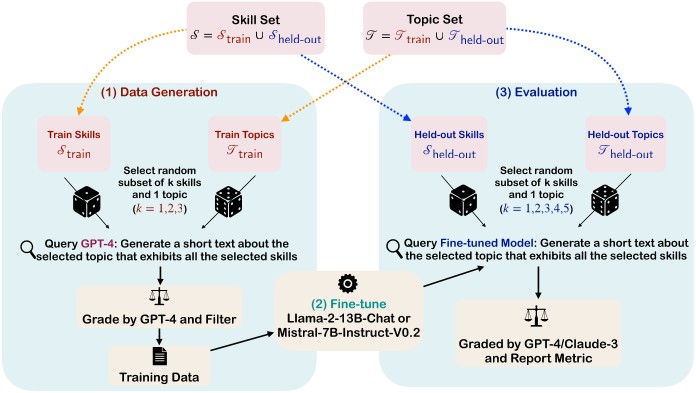 Skill Set
𝒮 = 𝒮train ∪ 𝒮held-out
Topic Set
𝒯 = 𝒯train ∪ 𝒯held-out
(1) Data Generation
Train Skills
𝒮train
Train Topics
𝒯train
Select random
subset of k skills
and 1 topic
(k = 1,2,3)
Query GPT-4: Generate a short text about the
selected topic that exhibits all the selected skills
Grade by GPT-4 and Filter
Training Data
(2) Fine-tune
Llama-2-13B-Chat or
Mistral-7B-Instruct-V0.2
(3) Evaluation
Held-out Skills
𝒮held-out
Held-out Topics
𝒯held-out
Select random
subset of k skills
and 1 topic
(k = 1,2,3,4,5)
Query Fine-tuned Model: Generate a short text about
the selected topic that exhibits all the selected skills
Graded by GPT-4/Claude-3
and Report Metric